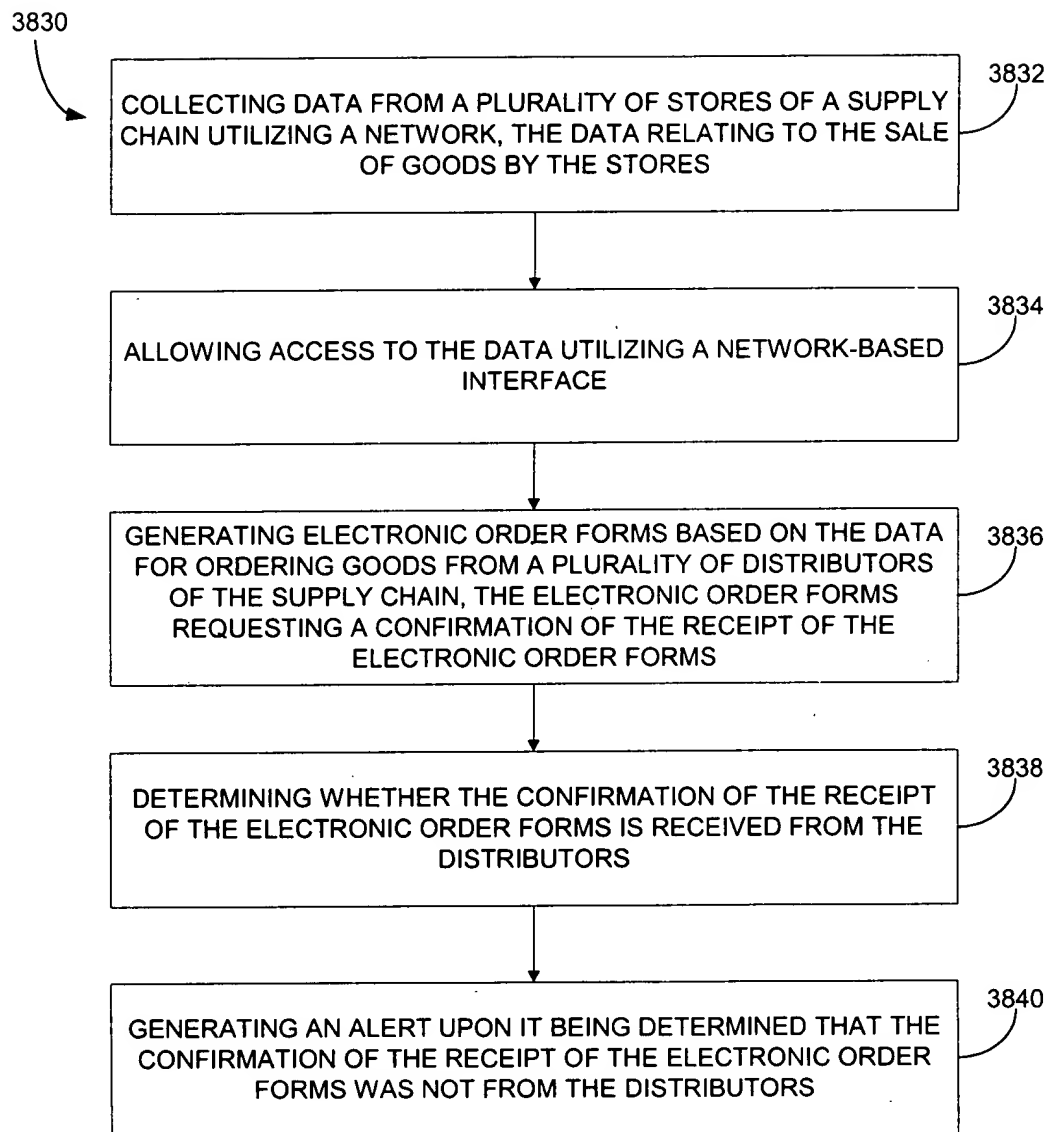 3830
3832
COLLECTING DATA FROM A PLURALITY OF STORES OF A SUPPLY
CHAIN UTILIZING A NETWORK, THE DATA RELATING TO THE SALE
OF GOODS BY THE STORES
3834
ALLOWING ACCESS TO THE DATA UTILIZING A NETWORK-BASED
INTERFACE
3836
GENERATING ELECTRONIC ORDER FORMS BASED ON THE DATA
FOR ORDERING GOODS FROM A PLURALITY OF DISTRIBUTORS
OF THE SUPPLY CHAIN, THE ELECTRONIC ORDER FORMS
REQUESTING A CONFIRMATION OF THE RECEIPT OF THE
ELECTRONIC ORDER FORMS
3838
DETERMINING WHETHER THE CONFIRMATION OF THE RECEIPT
OF THE ELECTRONIC ORDER FORMS IS RECEIVED FROM THE
DISTRIBUTORS
3840
GENERATING AN ALERT UPON IT BEING DETERMINED THAT THE
CONFIRMATION OF THE RECEIPT OF THE ELECTRONIC ORDER
FORMS WAS NOT FROM THE DISTRIBUTORS